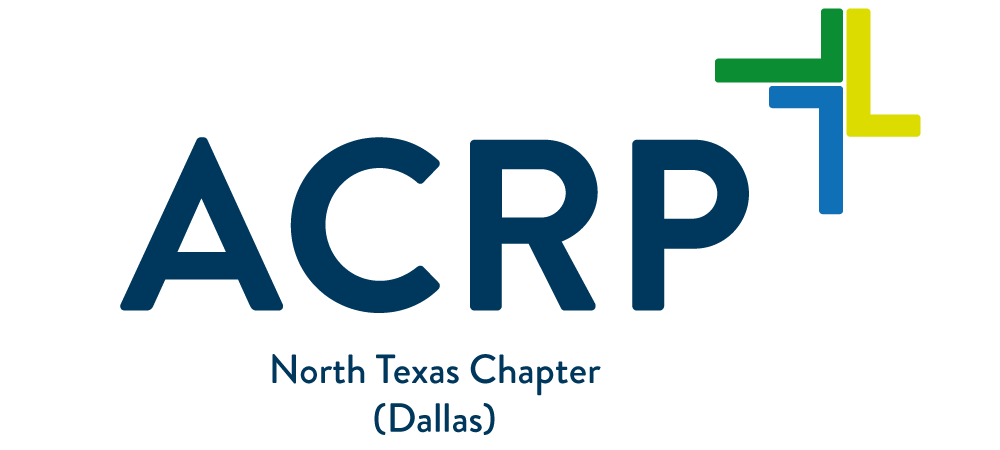 ACRP
North Texas Chapter
(Dallas)